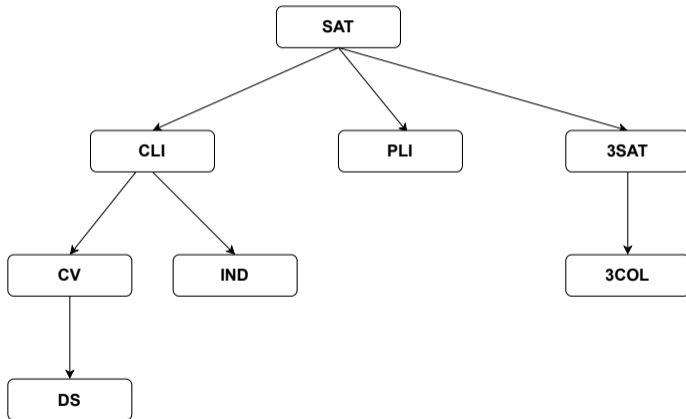 SAT
CLI
PLI
3SAT
CV
IND
3COL
DS